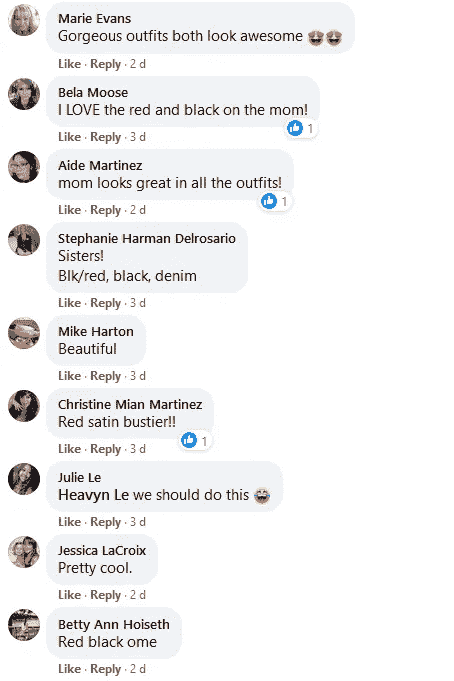 Marie Evans
Gorgeous outfits both look awesome 🤩🤩
Like · Reply · 2 d
Bela Moose
I LOVE the red and black on the mom!
1
Like · Reply · 3 d
Aide Martinez
mom looks great in all the outfits!
1
Like · Reply · 2 d
Stephanie Harman Delrosario
Sisters!
Blk/red, black, denim
Like · Reply · 3 d
Mike Harton
Beautiful
Like · Reply · 3 d
Christine Mian Martinez
Red satin bustier!!
1
Like · Reply · 3 d
Julie Le
Heavyn Le we should do this 😄
Like · Reply · 3 d
Jessica LaCroix
Pretty cool.
Like · Reply · 2 d
Betty Ann Hoiseth
Red black ome
Like · Reply · 2 d